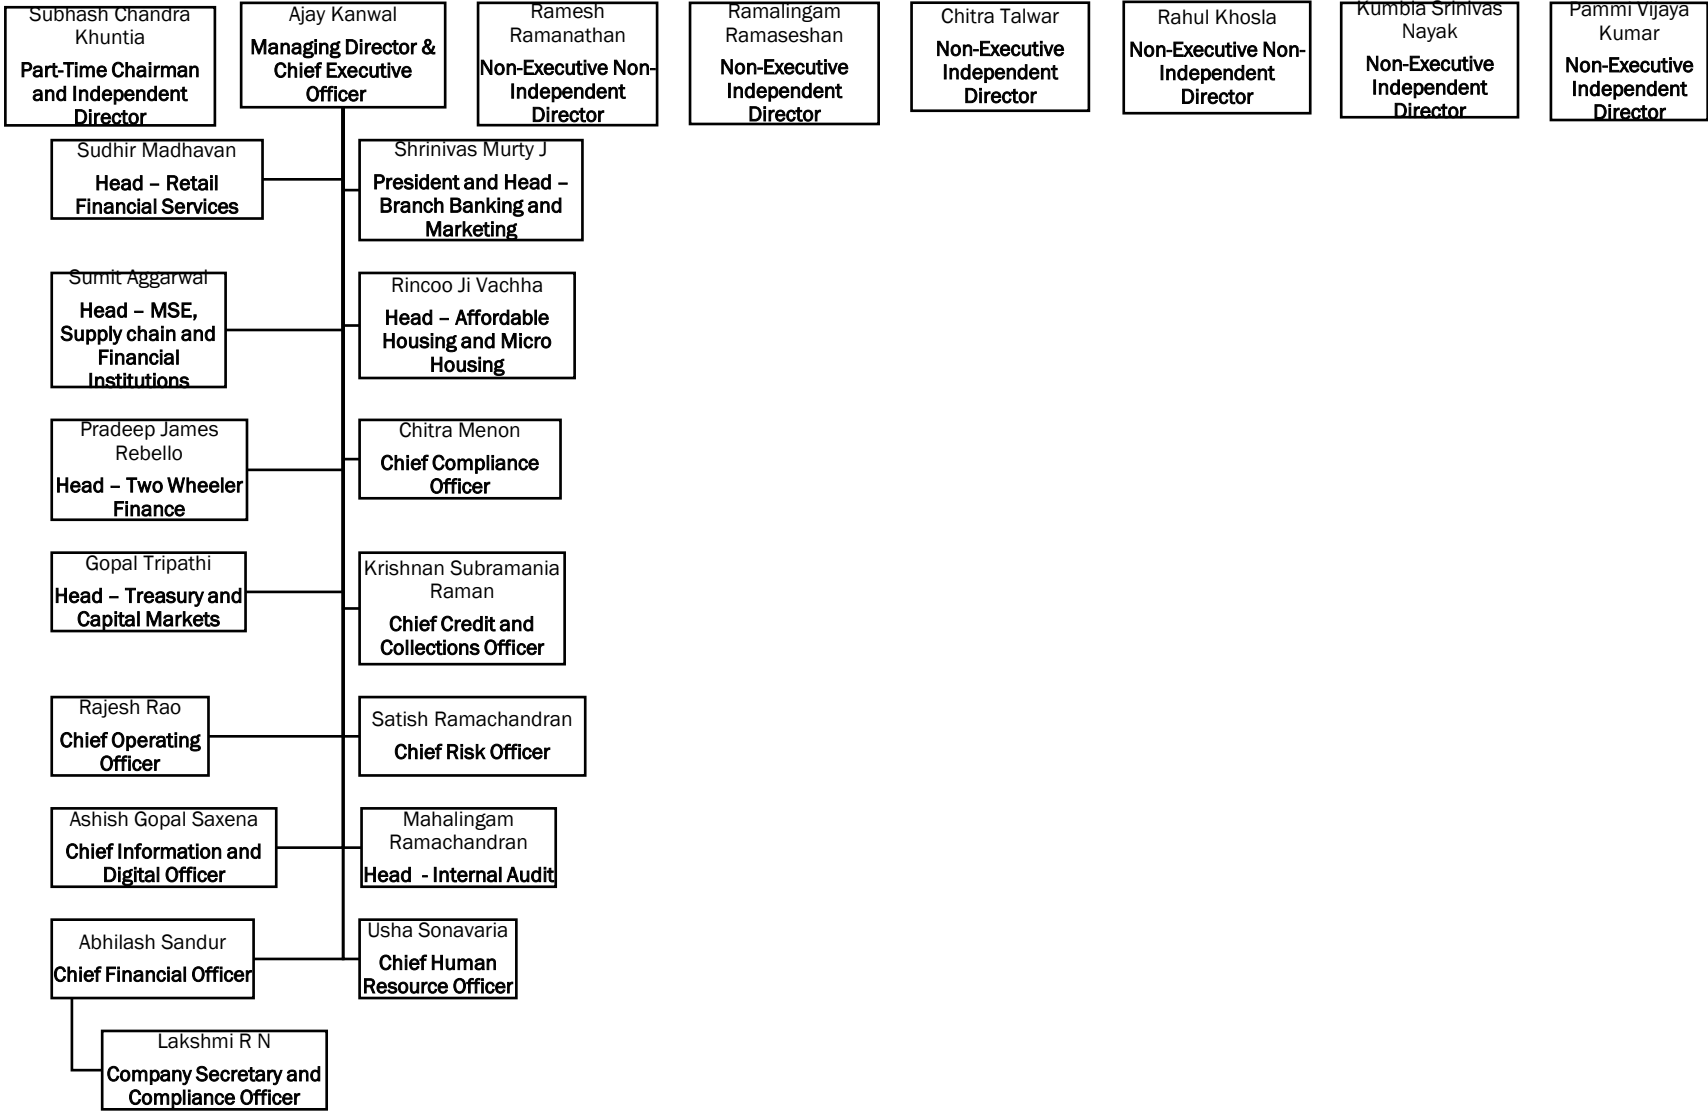 Subhash Chandra
Khuntia
Part-Time Chairman
and Independent
Director
Ajay Kanwal
Managing Director &
Chief Executive
Officer
Ramesh
Ramanathan
Non-Executive Non-
Independent
Director
Ramalingam
Ramaseshan
Non-Executive
Independent
Director
Chitra Talwar
Non-Executive
Independent
Director
Rahul Khosla
Non-Executive Non-
Independent
Director
Kumbla Srinivas
Nayak
Non-Executive
Independent
Director
Pammi Vijaya
Kumar
Non-Executive
Independent
Director
Sudhir Madhavan
Head – Retail
Financial Services
Shrinivas Murty J
President and Head –
Branch Banking and
Marketing
Sumit Aggarwal
Head – MSE,
Supply chain and
Financial
Institutions
Rincoo Ji Vachha
Head – Affordable
Housing and Micro
Housing
Pradeep James
Rebello
Head – Two Wheeler
Finance
Chitra Menon
Chief Compliance
Officer
Gopal Tripathi
Head – Treasury and
Capital Markets
Krishnan Subramania
Raman
Chief Credit and
Collections Officer
Rajesh Rao
Chief Operating
Officer
Satish Ramachandran
Chief Risk Officer
Ashish Gopal Saxena
Chief Information and
Digital Officer
Mahalingam
Ramachandran
Head  - Internal Audit
Abhilash Sandur
Chief Financial Officer
Usha Sonavaria
Chief Human
Resource Officer
Lakshmi R N
Company Secretary and
Compliance Officer